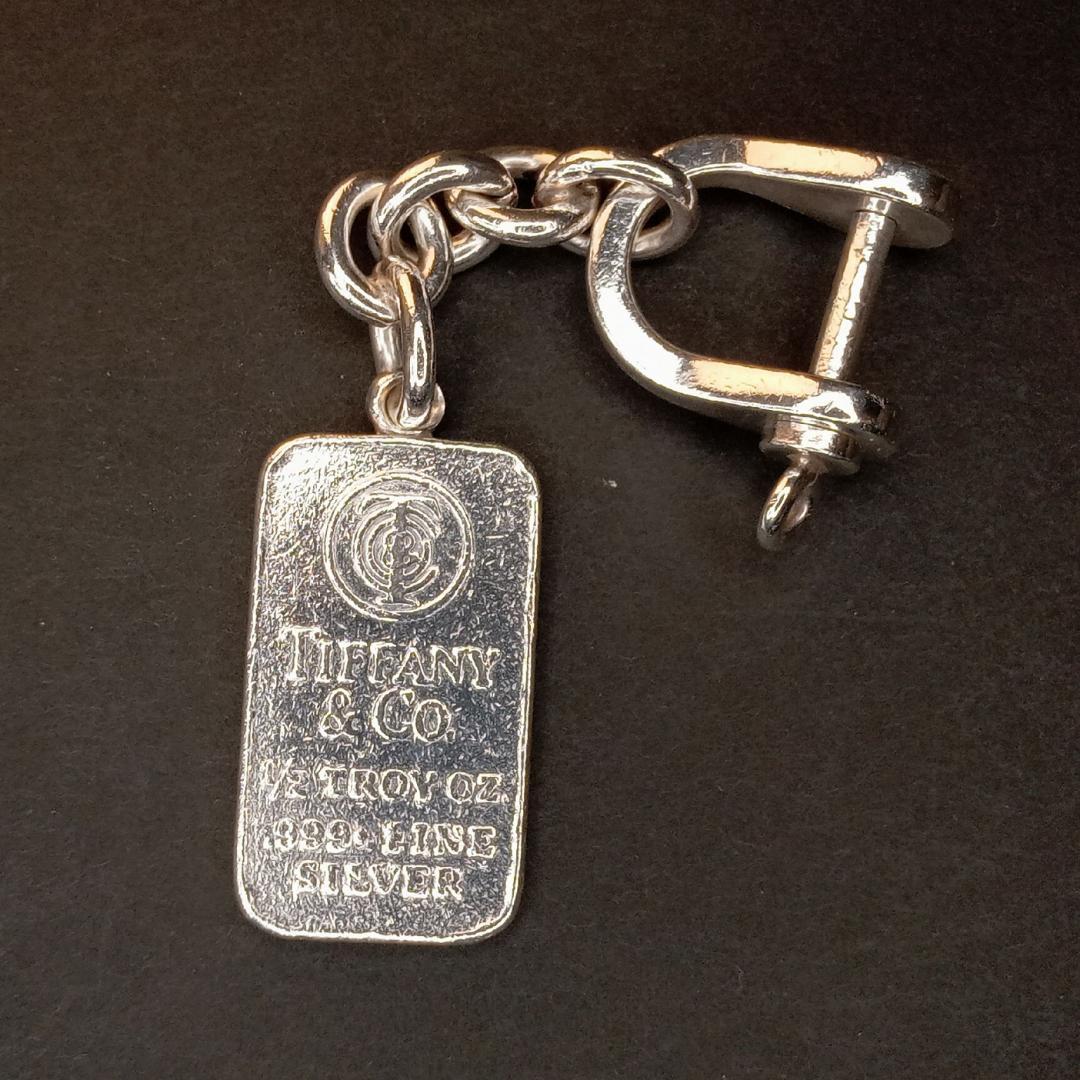 TIFFANY
& Co.
1/2 TROY OZ.
.999 FINE
SILVER